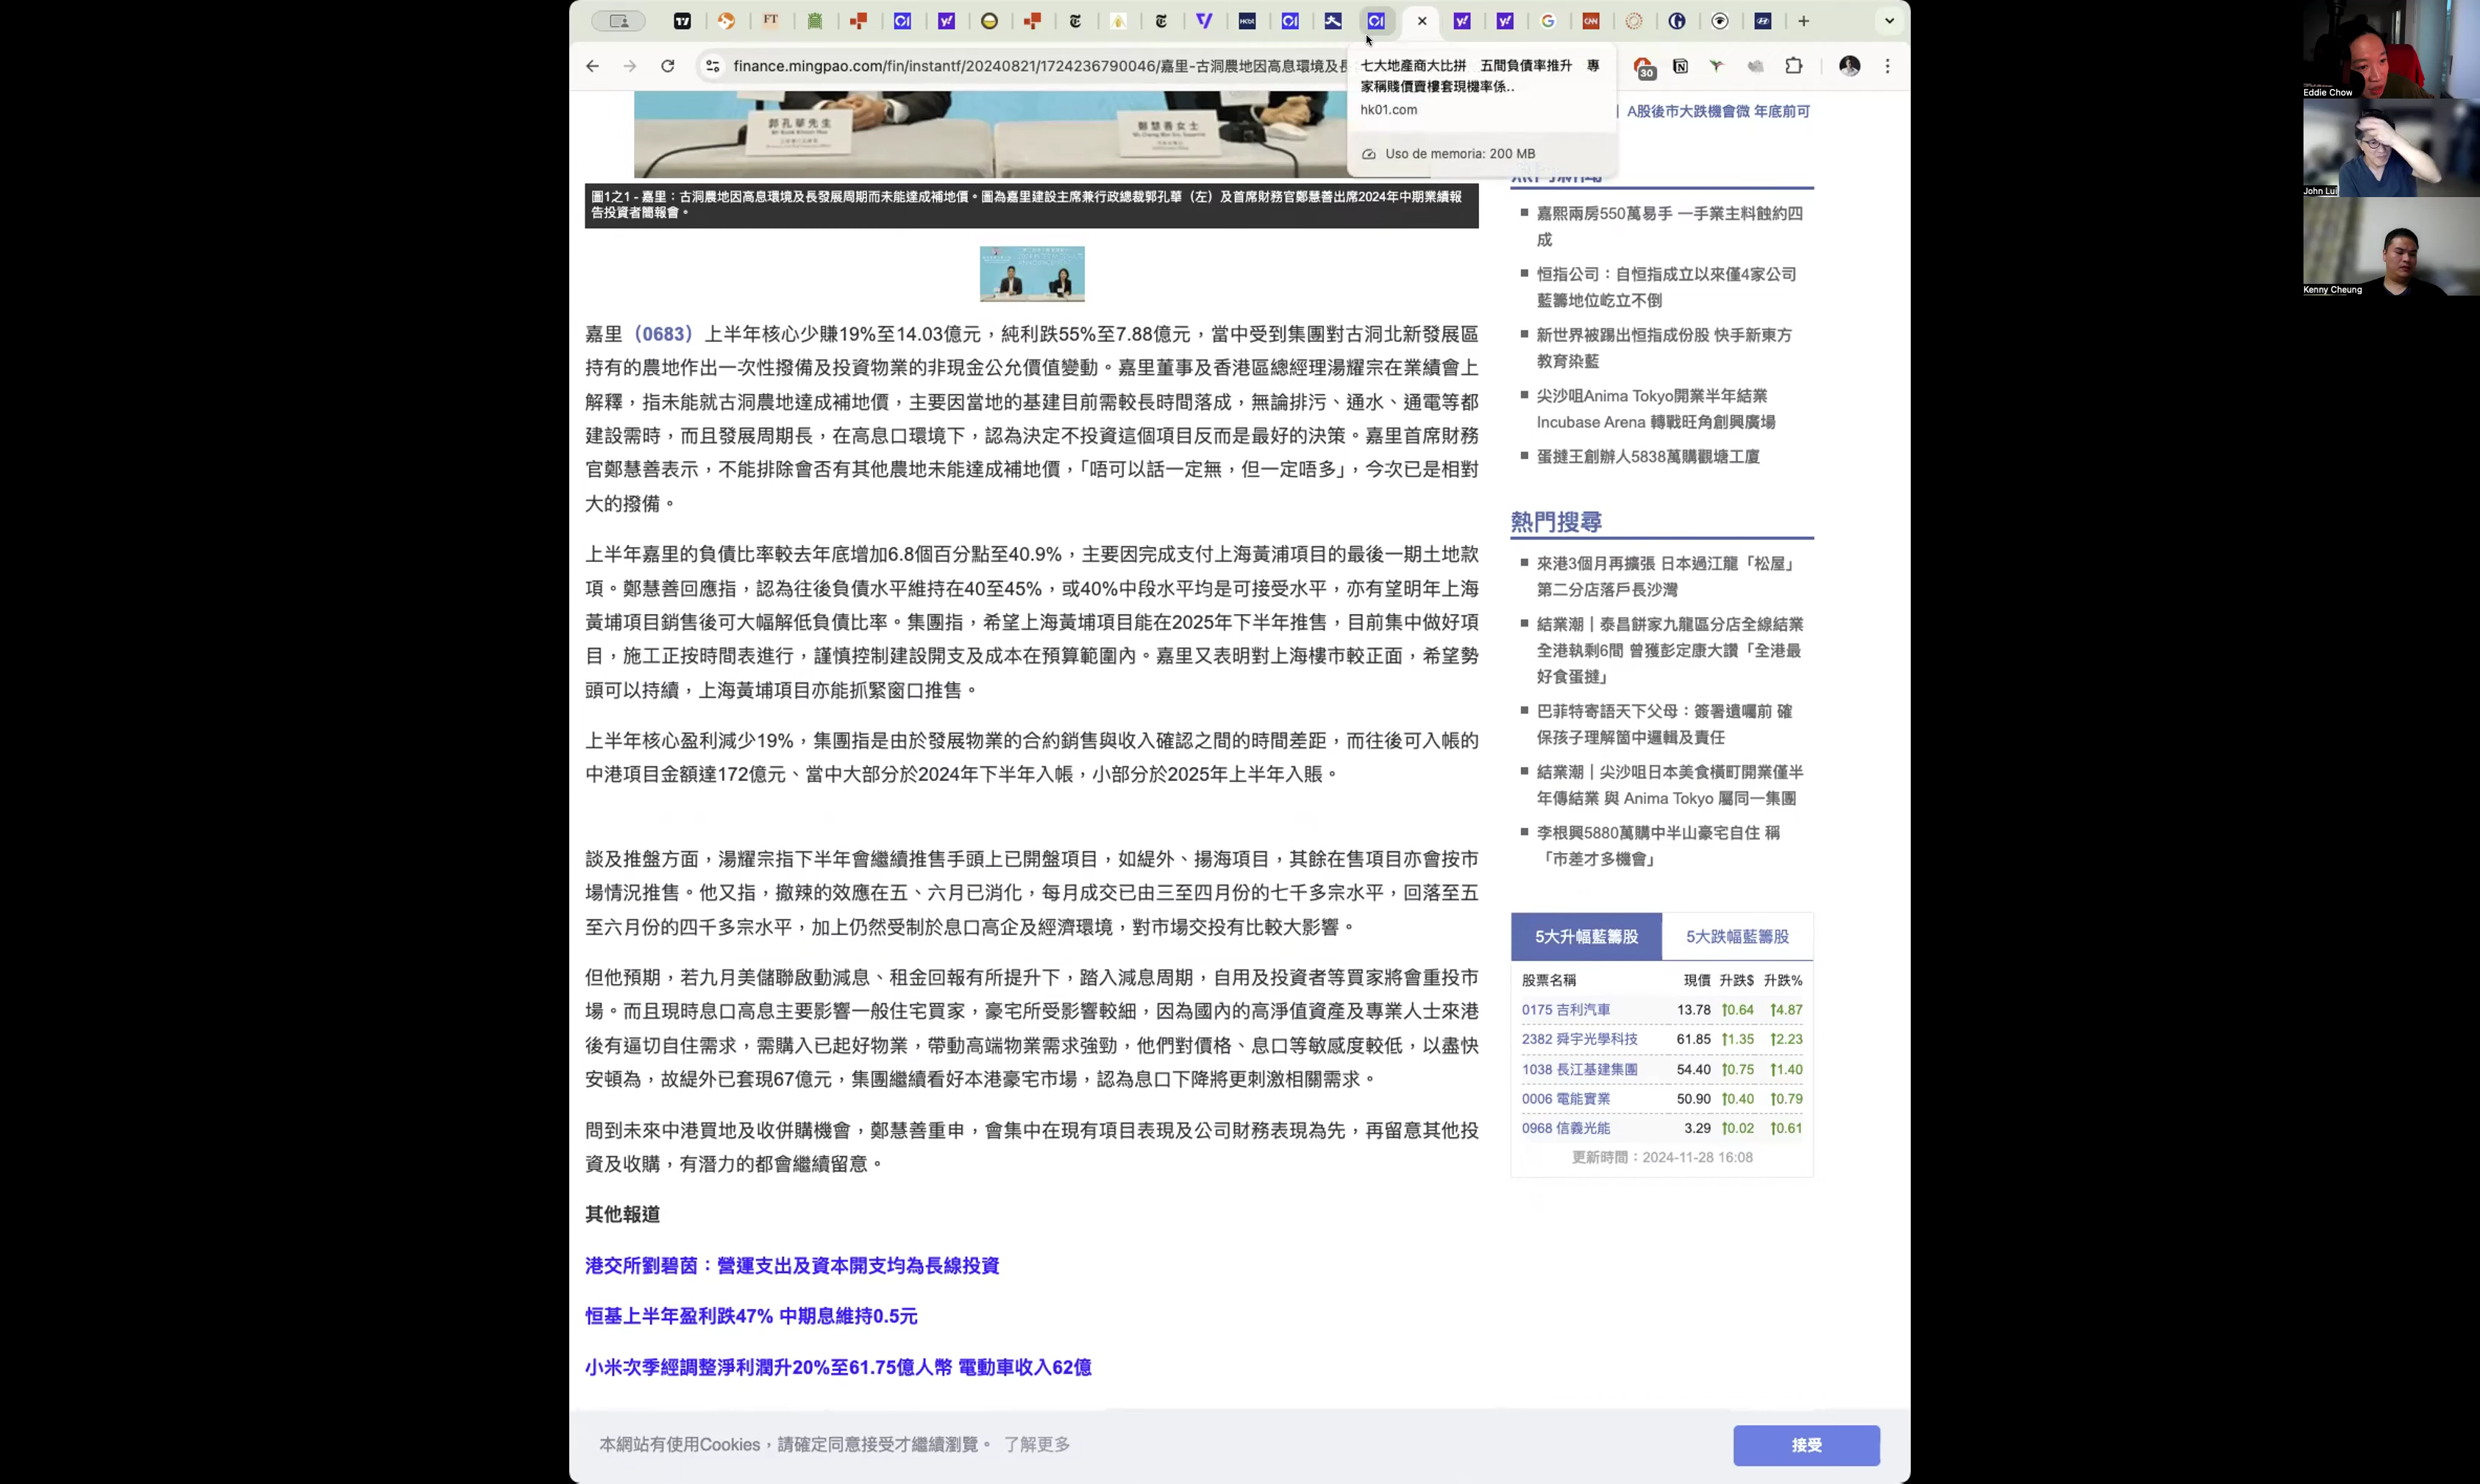 finance.mingpao.com/fin/instantf/20240821/1724236790046/嘉里-古洞農地因高息環境及長
七大地產商大比拼 五間負債率推升 專
家稱賤價賣樓套現機率係..
hk01.com
Uso de memoria: 200 MB
30
Eddie Chow
John Lui
Kenny Cheung
郭孔華先生
鄭慧善女士
A股後市大跌機會微 年底前可
圖1之1 - 嘉里：古洞農地因高息環境及長發展周期而未能達成補地價。圖為嘉里建設主席兼行政總裁郭孔華（左）及首席財務官鄭慧善出席2024年中期業績報
告投資者簡報會。
嘉里（0683）上半年核心少賺19%至14.03億元，純利跌55%至7.88億元，當中受到集團對古洞北新發展區
持有的農地作出一次性撥備及投資物業的非現金公允價值變動。嘉里董事及香港區總經理湯耀宗在業績會上
解釋，指未能就古洞農地達成補地價，主要因當地的基建目前需較長時間落成，無論排污、通水、通電等都
建設需時，而且發展周期長，在高息口環境下，認為決定不投資這個項目反而是最好的決策。嘉里首席財務
官鄭慧善表示，不能排除會否有其他農地未能達成補地價，「唔可以話一定無，但一定唔多」，今次已是相對
大的撥備。
上半年嘉里的負債比率較去年底增加6.8個百分點至40.9%，主要因完成支付上海黃浦項目的最後一期土地款
項。鄭慧善回應指，認為往後負債水平維持在40至45%，或40%中段水平均是可接受水平，亦有望明年上海
黃埔項目銷售後可大幅解低負債比率。集團指，希望上海黃埔項目能在2025年下半年推售，目前集中做好項
目，施工正按時間表進行，謹慎控制建設開支及成本在預算範圍內。嘉里又表明對上海樓市較正面，希望勢
頭可以持續，上海黃埔項目亦能抓緊窗口推售。
上半年核心盈利減少19%，集團指是由於發展物業的合約銷售與收入確認之間的時間差距，而往後可入帳的
中港項目金額達172億元、當中大部分於2024年下半年入帳，小部分於2025年上半年入賬。
談及推盤方面，湯耀宗指下半年會繼續推售手頭上已開盤項目，如緹外、揚海項目，其餘在售項目亦會按市
場情況推售。他又指，撤辣的效應在五、六月已消化，每月成交已由三至四月份的七千多宗水平，回落至五
至六月份的四千多宗水平，加上仍然受制於息口高企及經濟環境，對市場交投有比較大影響。
但他預期，若九月美儲聯啟動減息、租金回報有所提升下，踏入減息周期，自用及投資者等買家將會重投市
場。而且現時息口高息主要影響一般住宅買家，豪宅所受影響較細，因為國內的高淨值資產及專業人士來港
後有逼切自住需求，需購入已起好物業，帶動高端物業需求強勁，他們對價格、息口等敏感度較低，以盡快
安頓為，故緹外已套現67億元，集團繼續看好本港豪宅市場，認為息口下降將更刺激相關需求。
問到未來中港買地及收併購機會，鄭慧善重申，會集中在現有項目表現及公司財務表現為先，再留意其他投
資及收購，有潛力的都會繼續留意。
其他報道
港交所劉碧茵：營運支出及資本開支均為長線投資
恒基上半年盈利跌47% 中期息維持0.5元
小米次季經調整淨利潤升20%至61.75億人幣 電動車收入62億
嘉熙兩房550萬易手 一手業主料蝕約四
成
恒指公司：自恒指成立以來僅4家公司
藍籌地位屹立不倒
新世界被踢出恒指成份股 快手新東方
教育染藍
尖沙咀Anima Tokyo開業半年結業
Incubase Arena 轉戰旺角創興廣場
蛋撻王創辦人5838萬購觀塘工廈
熱門搜尋
來港3個月再擴張 日本過江龍「松屋」
第二分店落戶長沙灣
結業潮｜泰昌餅家九龍區分店全線結業
全港執剩6間 曾獲彭定康大讚「全港最
好食蛋撻」
巴菲特寄語天下父母：簽署遺囑前 確
保孩子理解箇中邏輯及責任
結業潮｜尖沙咀日本美食橫町開業僅半
年傳結業 與 Anima Tokyo 屬同一集團
李根興5880萬購中半山豪宅自住 稱
「市差才多機會」
5大升幅藍籌股 5大跌幅藍籌股
股票名稱 現價 升跌$ 升跌%
0175 吉利汽車 13.78 ↑0.64 ↑4.87
2382 舜宇光學科技 61.85 ↑1.35 ↑2.23
1038 長江基建集團 54.40 ↑0.75 ↑1.40
0006 電能實業 50.90 ↑0.40 ↑0.79
0968 信義光能 3.29 ↑0.02 ↑0.61
更新時間：2024-11-28 16:08
本網站有使用Cookies，請確定同意接受才繼續瀏覽。 了解更多
接受